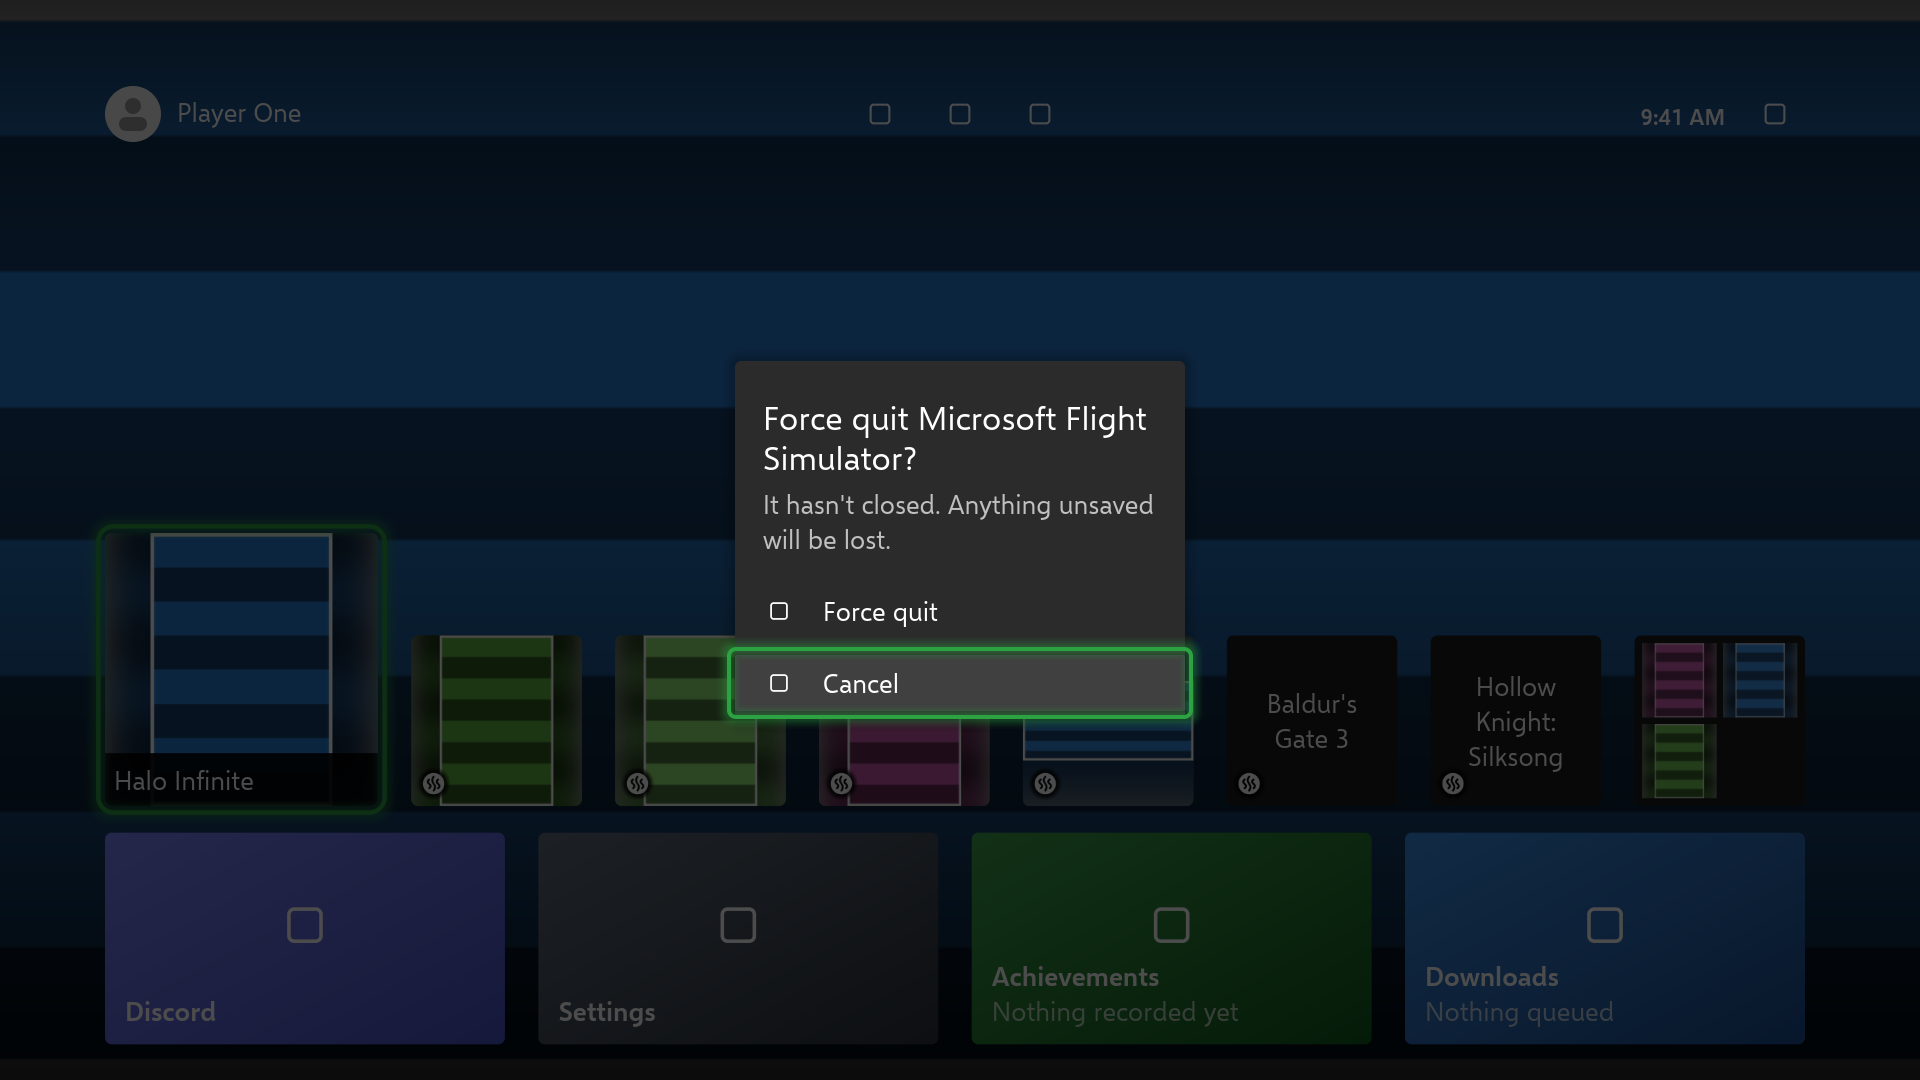 Player One
9:41 AM
Force quit Microsoft Flight
Simulator?
It hasn't closed. Anything unsaved
will be lost.
Force quit
Cancel
Halo Infinite
Baldur's
Gate 3
Hollow
Knight:
Silksong
Discord
Settings
Achievements
Nothing recorded yet
Downloads
Nothing queued